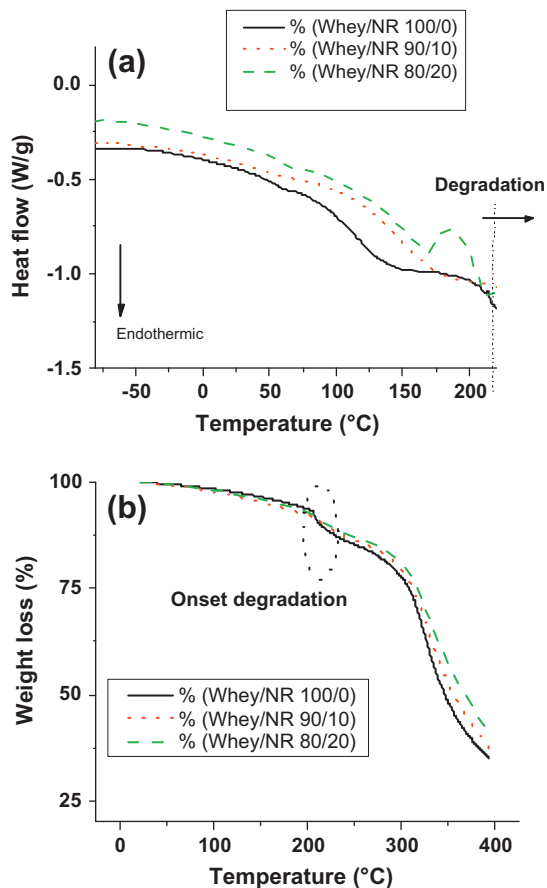 (a)
% (Whey/NR 100/0)
% (Whey/NR 90/10)
% (Whey/NR 80/20)
Heat flow (W/g)
0.0
-0.5
-1.0
-1.5
Degradation
Endothermic
-50
0
50
100
150
200
Temperature (°C)
(b)
Weight loss (%)
100
75
50
25
Onset degradation
% (Whey/NR 100/0)
% (Whey/NR 90/10)
% (Whey/NR 80/20)
0
100
200
300
400
Temperature (°C)